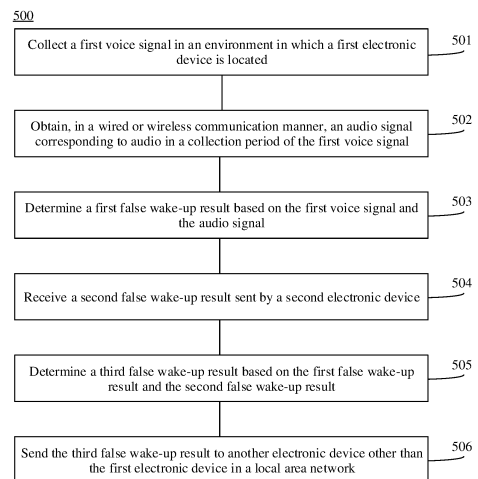 500
Collect a first voice signal in an environment in which a first electronic
device is located
501
Obtain, in a wired or wireless communication manner, an audio signal
corresponding to audio in a collection period of the first voice signal
502
Determine a first false wake-up result based on the first voice signal and
the audio signal
503
Receive a second false wake-up result sent by a second electronic device
504
Determine a third false wake-up result based on the first false wake-up
result and the second false wake-up result
505
Send the third false wake-up result to another electronic device other than
the first electronic device in a local area network
506